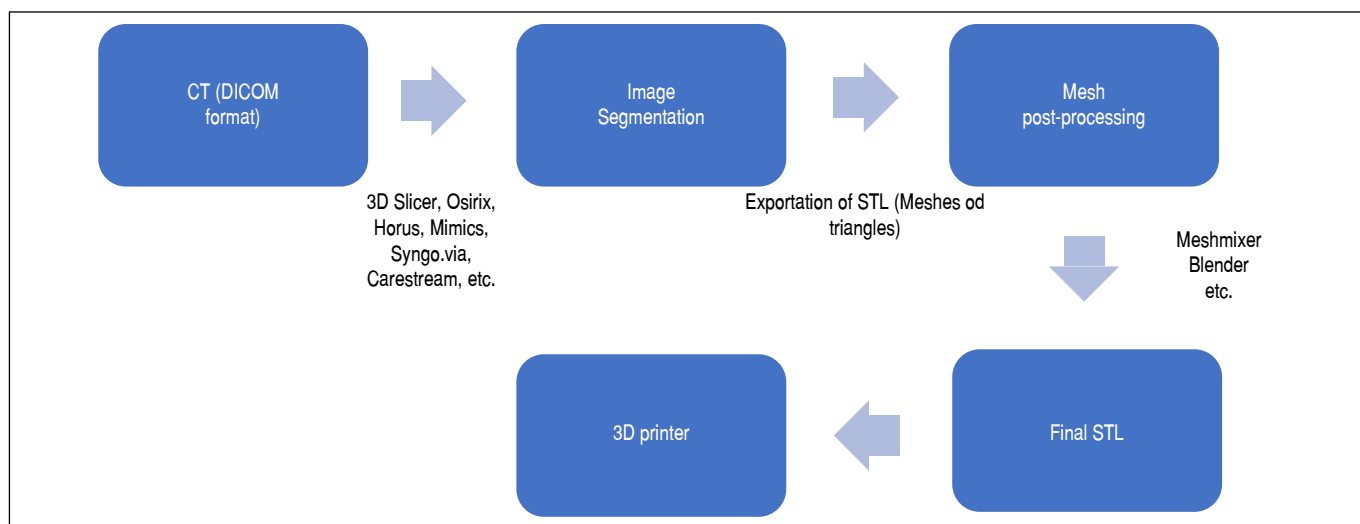 CT (DICOM
format)
3D Slicer, Osirix,
Horus, Mimics,
Syngo.via,
Carestream, etc.
Image
Segmentation
Exportation of STL (Meshes od
triangles)
Mesh
post-processing
Meshmixer
Blender
etc.
Final STL
3D printer